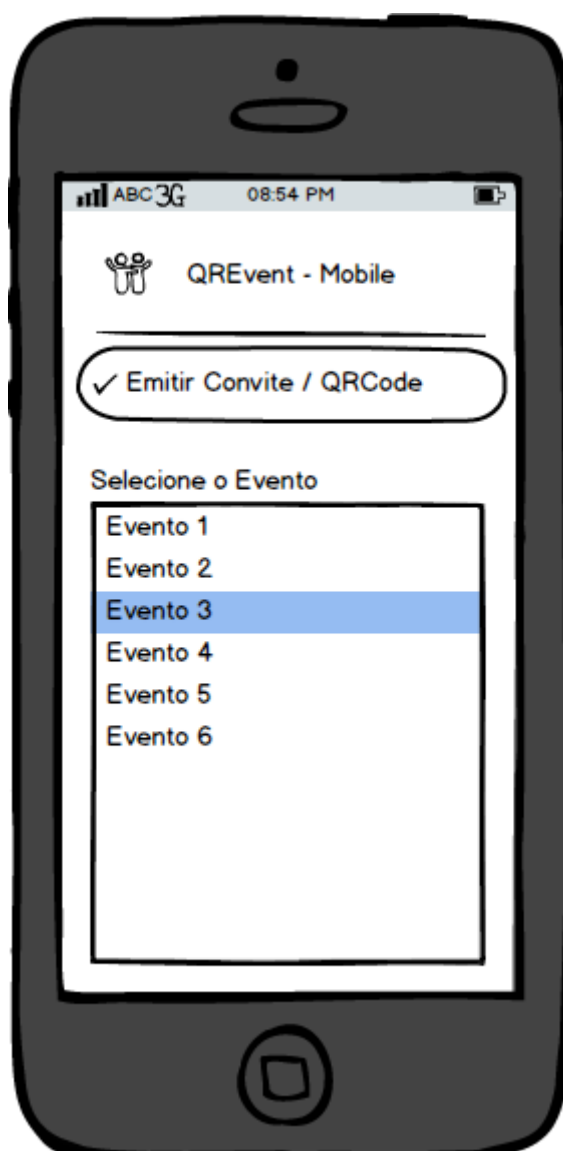 ABC 3G 08:54 PM
QREvent - Mobile
✓ Emitir Convite / QRCode
Selecione o Evento
Evento 1
Evento 2
Evento 3
Evento 4
Evento 5
Evento 6